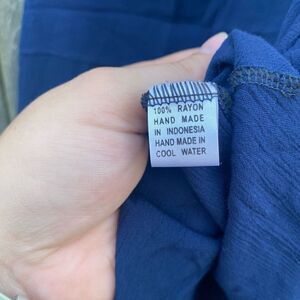 100% RAYON
HAND MADE
IN INDONESIA
HAND MADE IN
COOL WATER